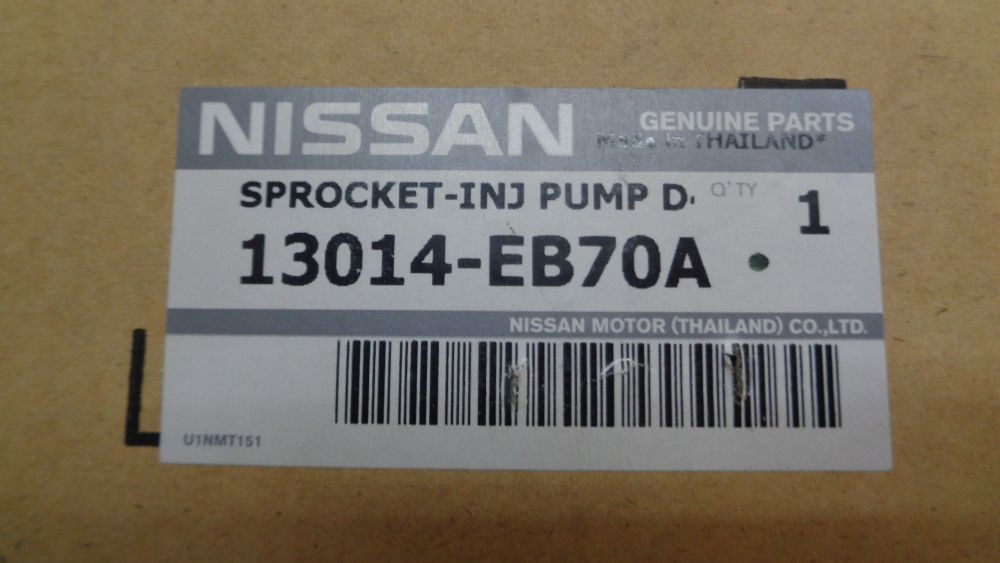 NISSAN
GENUINE PARTS
Made in THAILAND*
SPROCKET-INJ PUMP D
Q'TY 1
13014-EB70A
NISSAN MOTOR (THAILAND) CO.,LTD.
U1NMT151